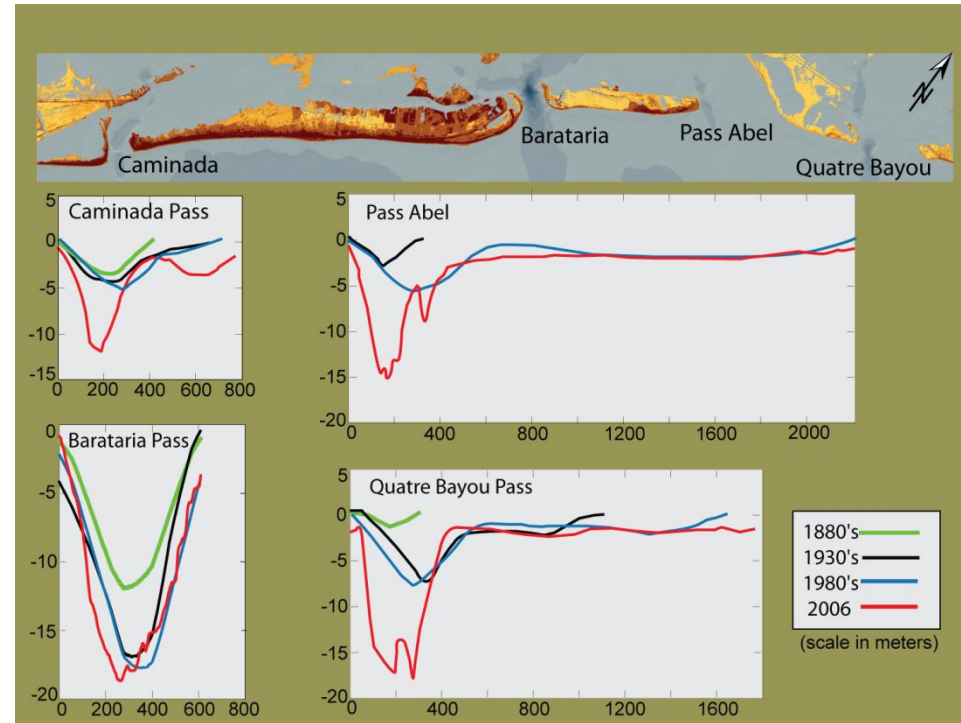 N
Barataria
Pass Abel
Caminada
Quatre Bayou
Caminada Pass
5
0
-5
-10
-15
0 200 400 600 800
Pass Abel
5
0
-5
-10
-15
-20
0 400 800 1200 1600 2000
Barataria Pass
0
-5
-10
-15
-20
0 200 400 600 800
Quatre Bayou Pass
5
0
-5
-10
-15
-20
0 400 800 1200 1600
1880's
1930's
1980's
2006
(scale in meters)